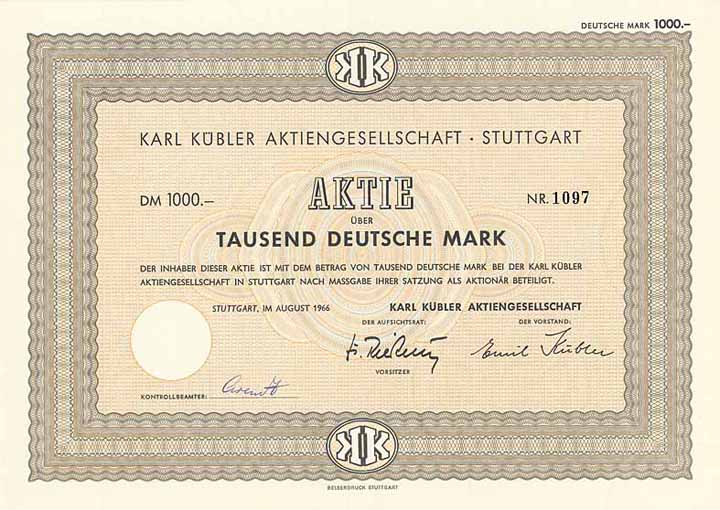 DEUTSCHE MARK 1000.–
KK
KARL KÜBLER AKTIENGESELLSCHAFT · STUTTGART
AKTIE
DM 1000.–
NR. 1097
ÜBER
TAUSEND DEUTSCHE MARK
DER INHABER DIESER AKTIE IST MIT DEM BETRAG VON TAUSEND DEUTSCHE MARK BEI DER KARL KÜBLER
AKTIENGESELLSCHAFT IN STUTTGART NACH MASSGABE IHRER SATZUNG ALS AKTIONÄR BETEILIGT.
STUTTGART, IM AUGUST 1966
KARL KÜBLER AKTIENGESELLSCHAFT
DER AUFSICHTSRAT:
DER VORSTAND:
Emil Kübler
VORSITZER
KONTROLLBEAMTER:
KK
BELSERDRUCK STUTTGART